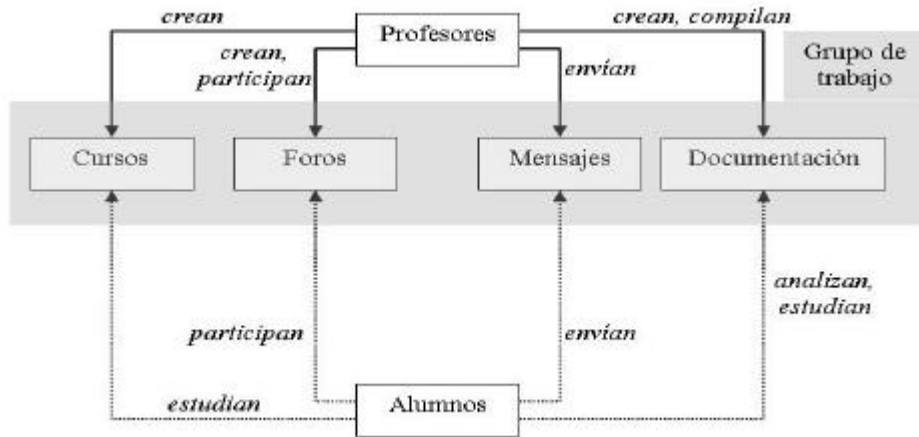 crean
Profesores
crean, compilan
crean,
participan
envían
Grupo de
trabajo
Cursos
Foros
Mensajes
Documentación
analizan,
estudian
participan
envían
estudian
Alumnos